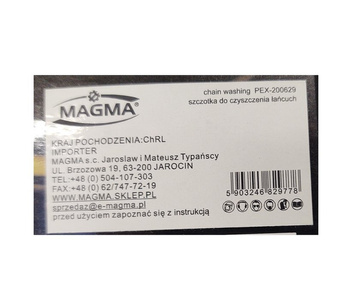 MAGMA®
chain washing PEX-200629
szczotka do czyszczenia łańcuch
KRAJ POCHODZENIA:ChRL
IMPORTER
MAGMA s.c. Jaroslaw i Mateusz Typańscy
UL. Brzozowa 19, 63-200 JAROCIN
TEL:+48 (0) 504-107-303
FAX:+48 (0) 62/747-72-19
WWW.MAGMA.SKLEP.PL
sprzedaz@e-magma.pl
przed użyciem zapoznać się z instrukcją
5 903246 829778